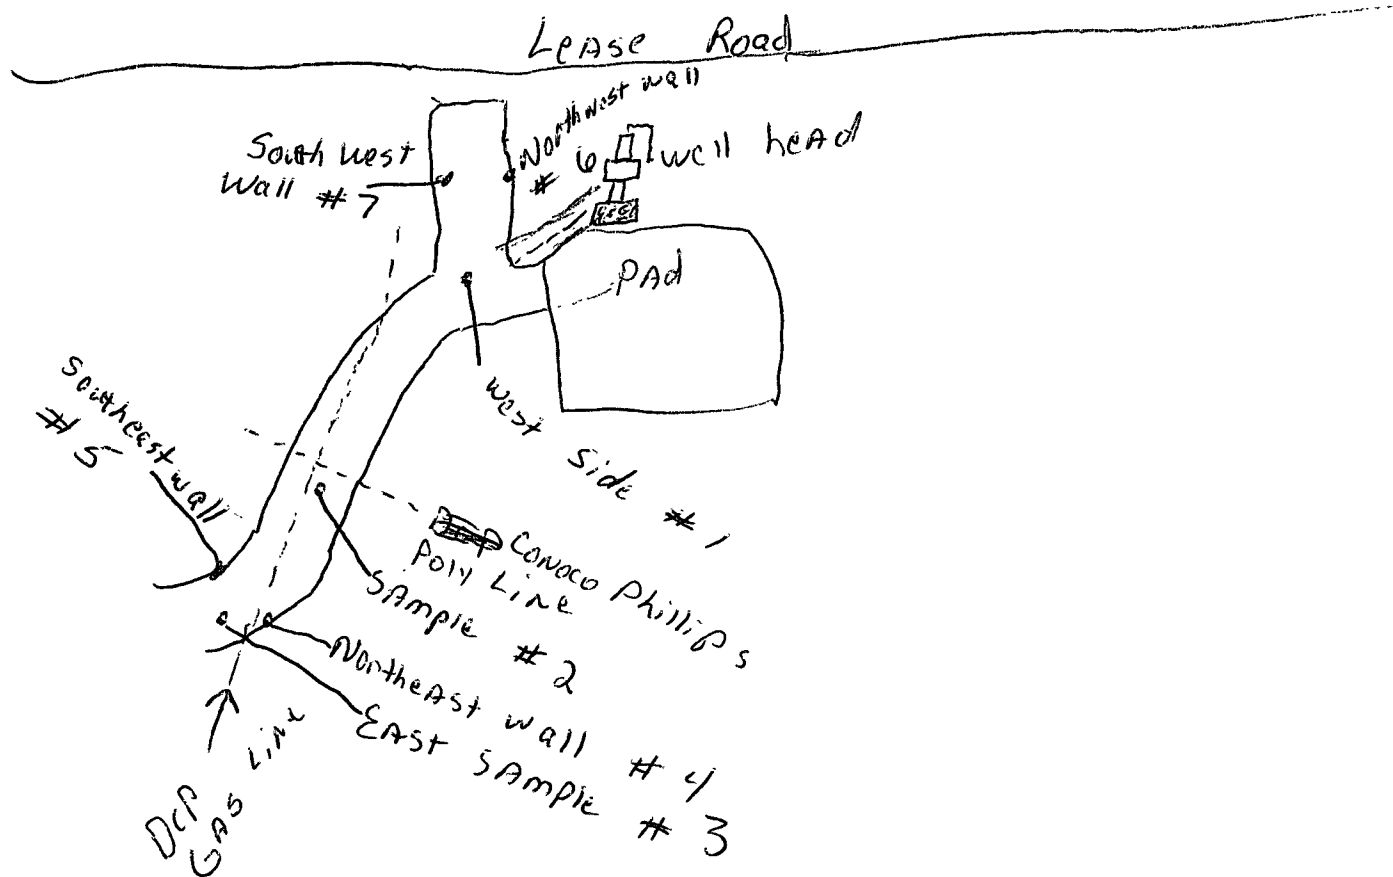 Lease Road
South west
Wall # 7
Northwest wall
# 6
well head
PAd
west side # 1
Southeast wall
# 5
Conoco Phillips
Poly Line
SAmple # 2
NortheAst wall # 4
EAst SAmple # 3
DCP
GAS Line